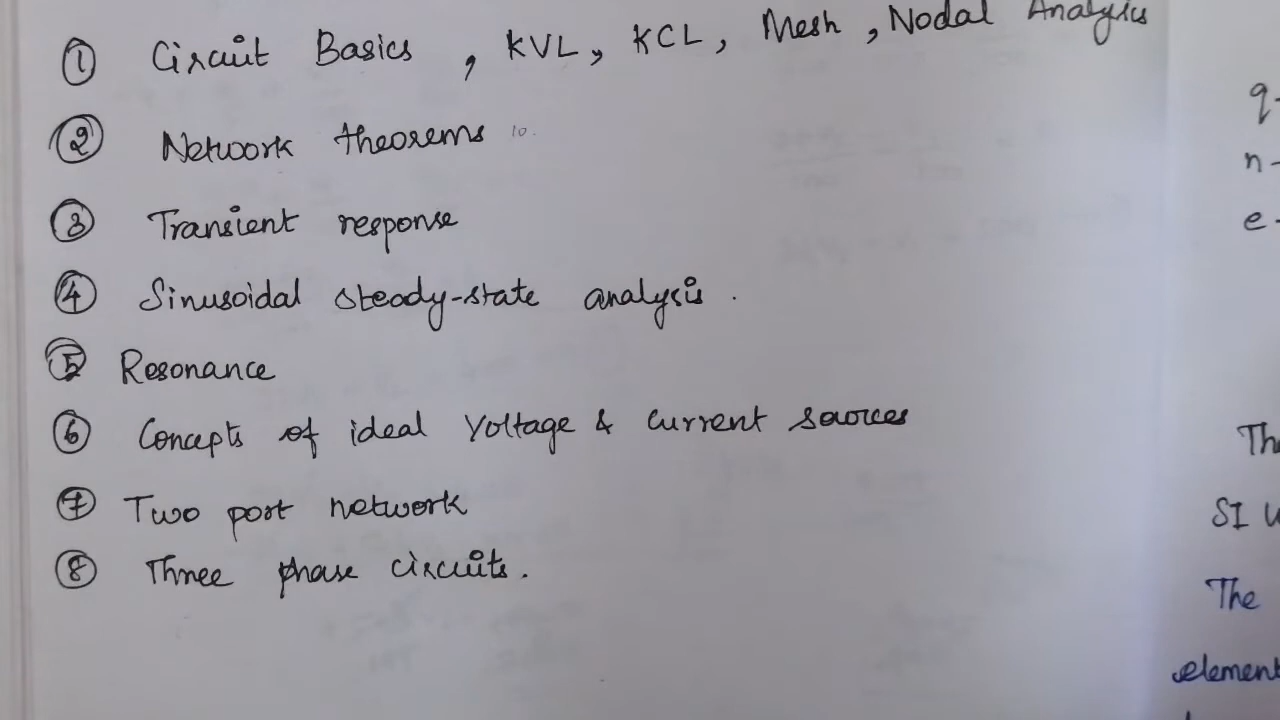 ① Circuit Basics, KVL, KCL, Mesh, Nodal Analysis
② Network theorems 10.
③ Transient response
④ Sinusoidal steady-state analysis.
⑤ Resonance
⑥ Concepts of ideal Voltage & Current sources
⑦ Two port network
⑧ Three phase circuits.
q-
n-
e-
SI
The
element